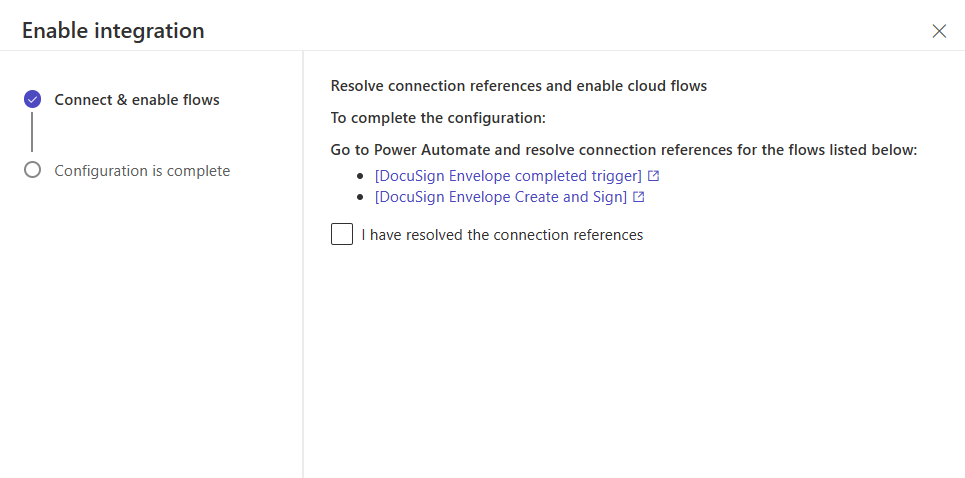 Enable integration
Connect & enable flows
Configuration is complete
Resolve connection references and enable cloud flows
To complete the configuration:
Go to Power Automate and resolve connection references for the flows listed below:
[DocuSign Envelope completed trigger]
[DocuSign Envelope Create and Sign]
I have resolved the connection references